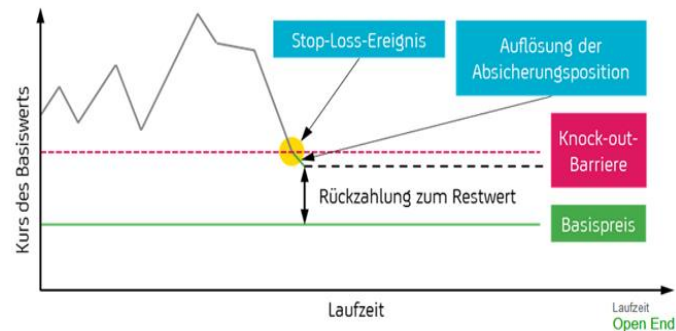 Kurs des Basiswerts
Stop-Loss-Ereignis
Auflösung der
Absicherungsposition
Knock-out-
Barriere
Rückzahlung zum Restwert
Basispreis
Laufzeit
Laufzeit
Open End